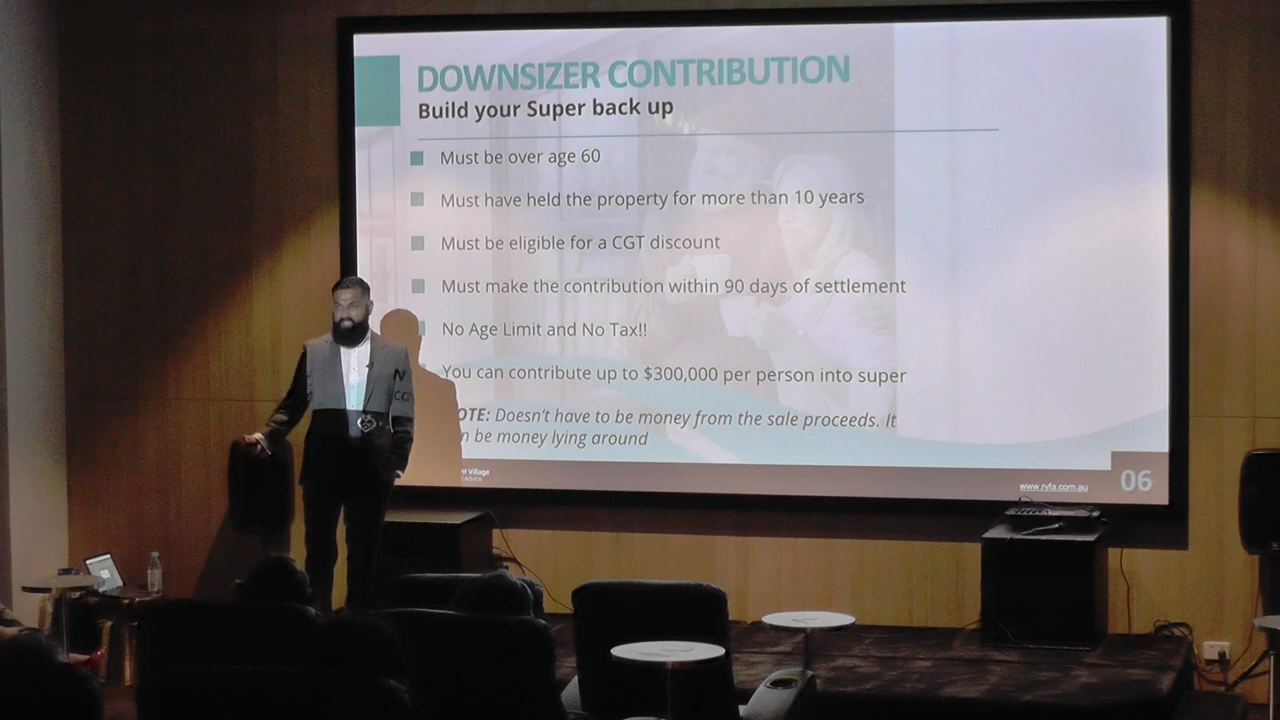 DOWNSIZER CONTRIBUTION
Build your Super back up
Must be over age 60
Must have held the property for more than 10 years
Must be eligible for a CGT discount
Must make the contribution within 90 days of settlement
No Age Limit and No Tax!!
You can contribute up to $300,000 per person into super
OTE: Doesn't have to be money from the sale proceeds. It
n be money lying around
Village
Advice
www.rvfa.com.au
06